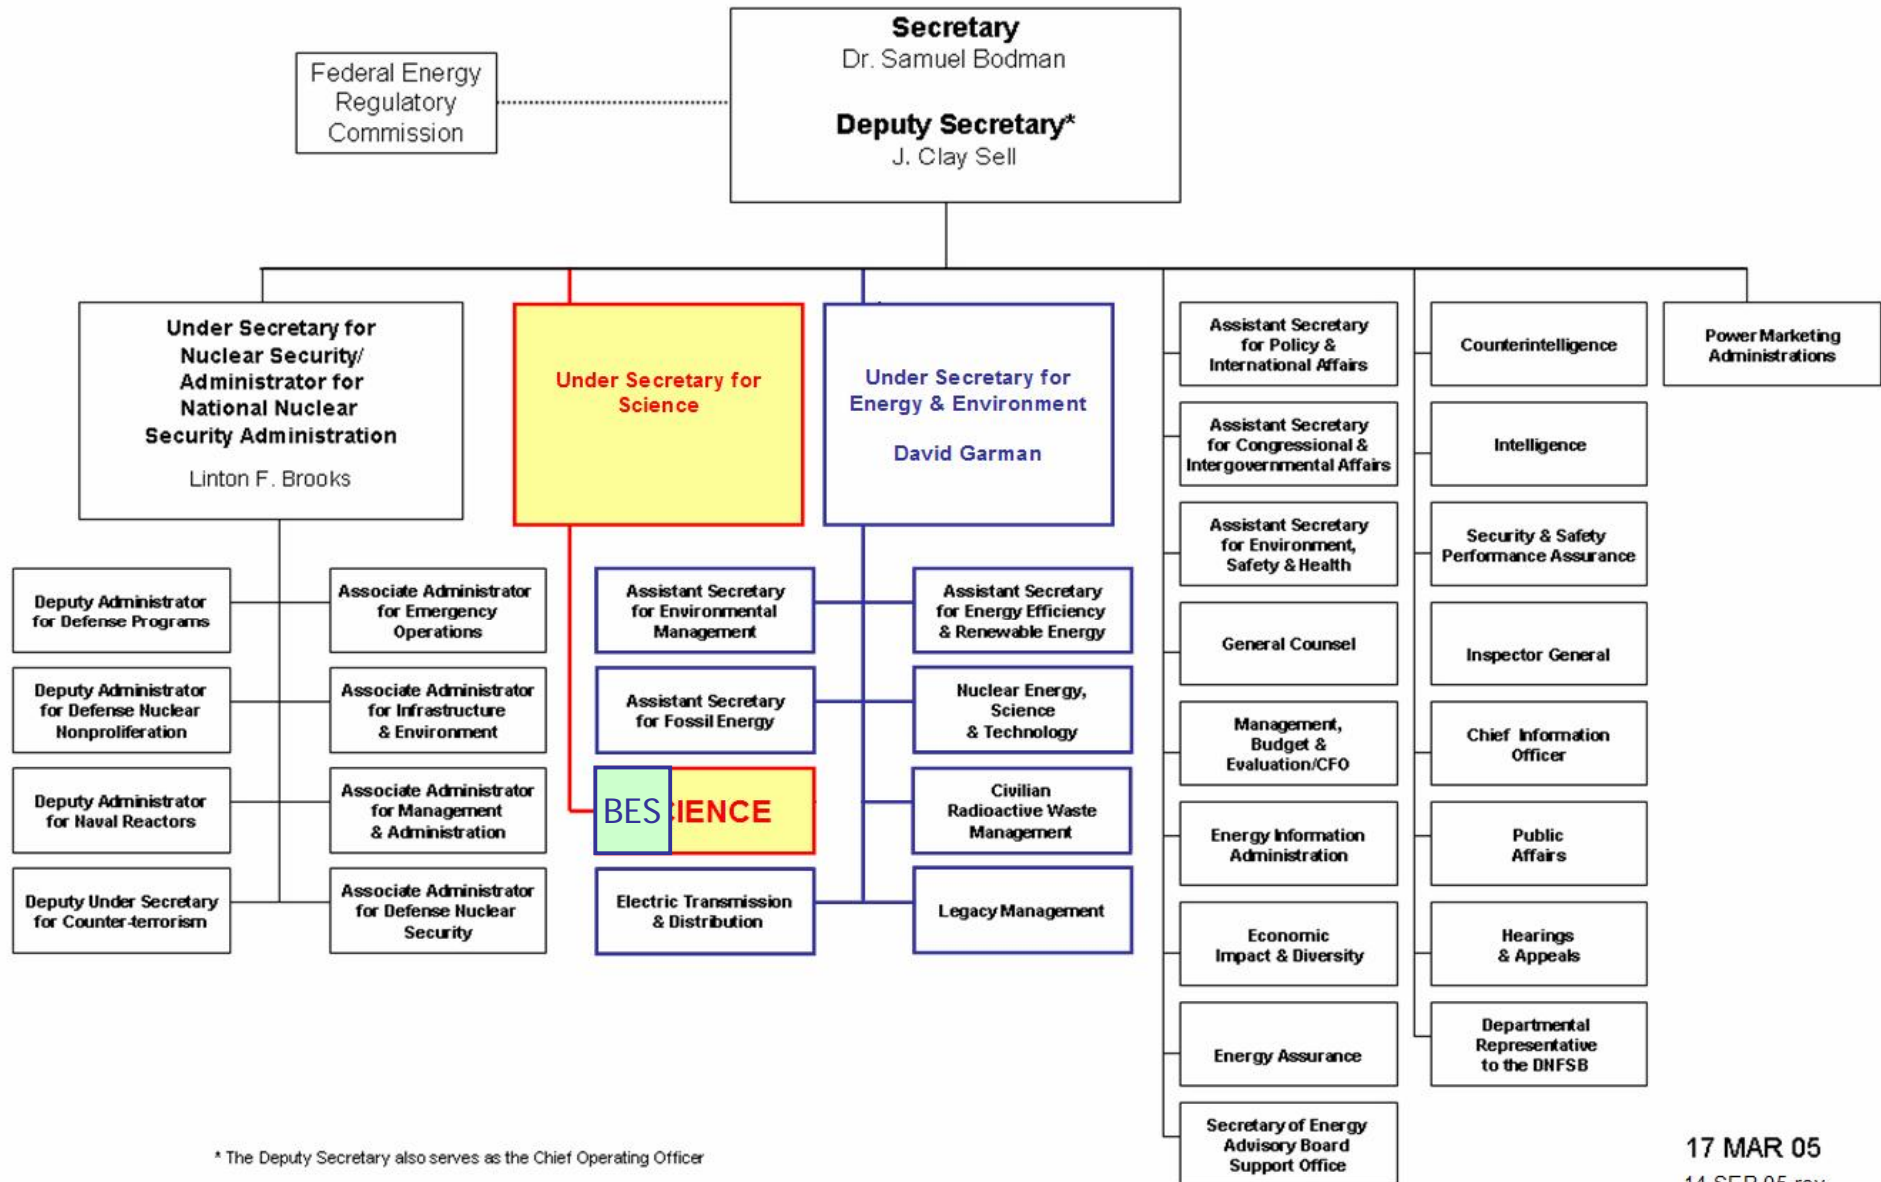 Secretary
Dr. Samuel Bodman
Deputy Secretary*
J. Clay Sell
Federal Energy
Regulatory
Commission
Under Secretary for
Nuclear Security/
Administrator for
National Nuclear
Security Administration
Linton F. Brooks
Under Secretary for
Science
Under Secretary for
Energy & Environment
David Garman
Deputy Administrator
for Defense Programs
Associate Administrator
for Emergency
Operations
Deputy Administrator
for Defense Nuclear
Nonproliferation
Associate Administrator
for Infrastructure
& Environment
Deputy Administrator
for Naval Reactors
Associate Administrator
for Management
& Administration
Deputy Under Secretary
for Counter-terrorism
Associate Administrator
for Defense Nuclear
Security
Assistant Secretary
for Environmental
Management
Assistant Secretary
for Energy Efficiency
& Renewable Energy
Assistant Secretary
for Fossil Energy
Nuclear Energy,
Science
& Technology
BES CIENCE
Civilian
Radioactive Waste
Management
Electric Transmission
& Distribution
Legacy Management
Assistant Secretary
for Policy &
International Affairs
Assistant Secretary
for Congressional &
Intergovernmental Affairs
Assistant Secretary
for Environment,
Safety & Health
General Counsel
Management,
Budget &
Evaluation/CFO
Energy Information
Administration
Economic
Impact & Diversity
Energy Assurance
Secretary of Energy
Advisory Board
Support Office
Counterintelligence
Intelligence
Security & Safety
Performance Assurance
Inspector General
Chief Information
Officer
Public
Affairs
Hearings
& Appeals
Departmental
Representative
to the DNFSB
Power Marketing
Administrations
* The Deputy Secretary also serves as the Chief Operating Officer
17 MAR 05
14 SEP 05 rev